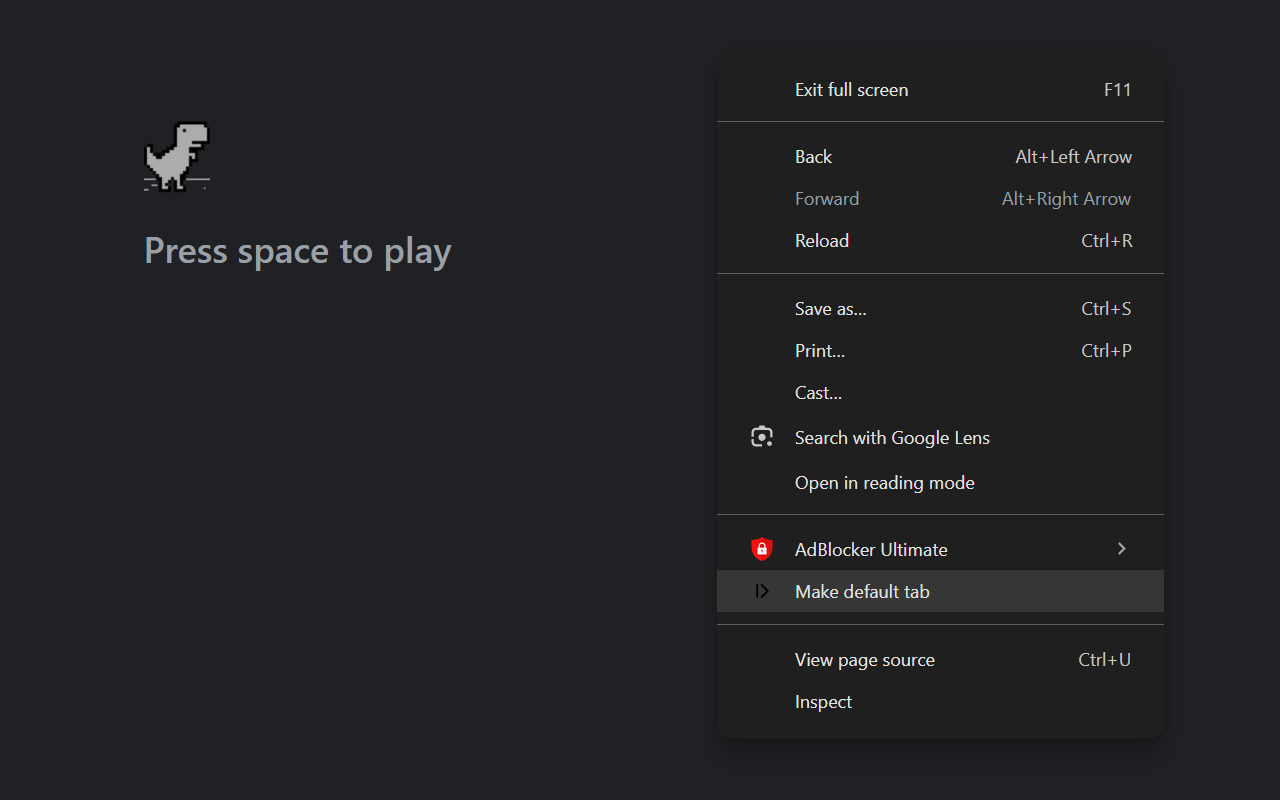 Press space to play
Exit full screen F11
Back Alt+Left Arrow
Forward Alt+Right Arrow
Reload Ctrl+R
Save as... Ctrl+S
Print... Ctrl+P
Cast...
Search with Google Lens
Open in reading mode
AdBlocker Ultimate
Make default tab
View page source Ctrl+U
Inspect